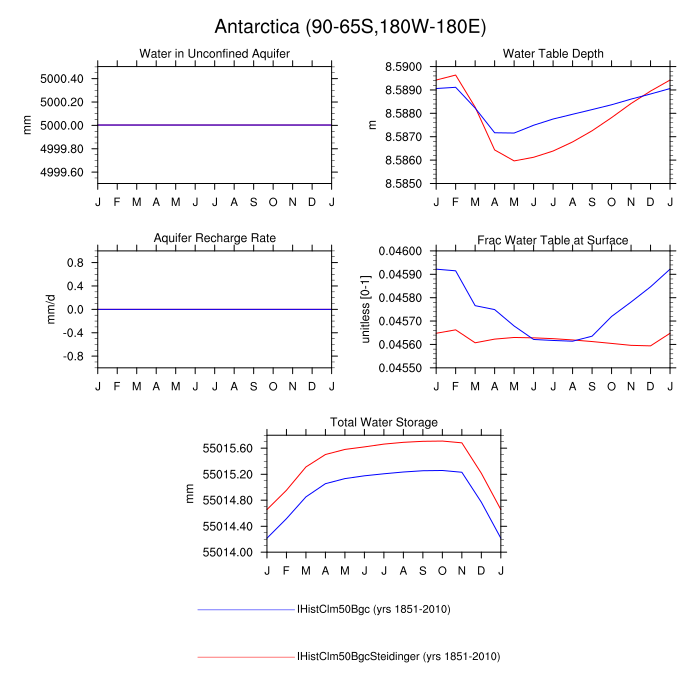 Antarctica (90-65S,180W-180E)
Water in Unconfined Aquifer
mm
5000.40
5000.20
5000.00
4999.80
4999.60
J F M A M J J A S O N D J
Water Table Depth
m
8.5900
8.5890
8.5880
8.5870
8.5860
8.5850
J F M A M J J A S O N D J
Aquifer Recharge Rate
mm/d
0.8
0.4
0.0
-0.4
-0.8
J F M A M J J A S O N D J
Frac Water Table at Surface
unitless [0-1]
0.04600
0.04590
0.04580
0.04570
0.04560
0.04550
J F M A M J J A S O N D J
Total Water Storage
mm
55015.60
55015.20
55014.80
55014.40
55014.00
J F M A M J J A S O N D J
IHistClm50Bgc (yrs 1851-2010)
IHistClm50BgcSteidinger (yrs 1851-2010)